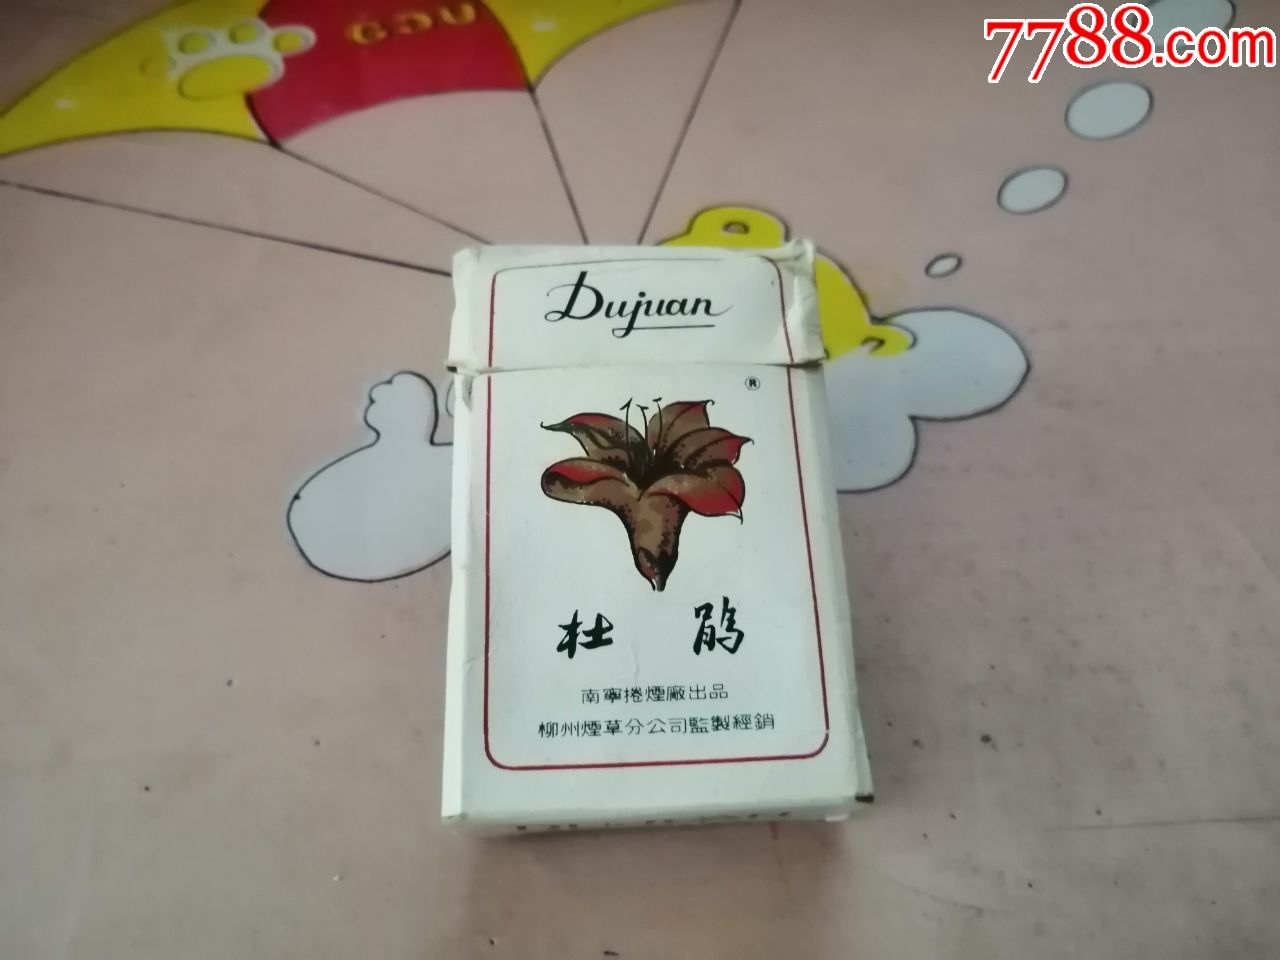 7788.com
Dujuan
®
杜 鹃
南寧捲煙廠出品
柳州煙草分公司監製經銷